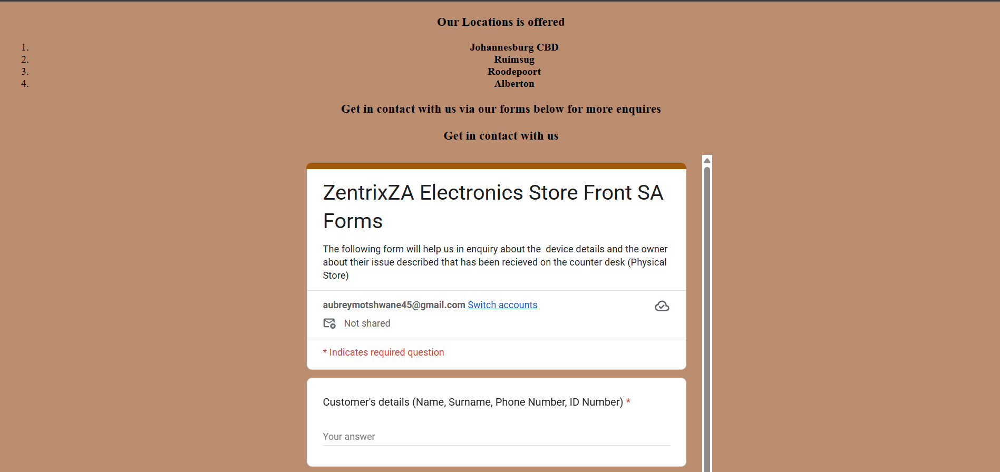 Our Locations is offered
1. Johannesburg CBD
2. Ruimsug
3. Roodepoort
4. Alberton
Get in contact with us via our forms below for more enquires
Get in contact with us
ZentrixZA Electronics Store Front SA
Forms
The following form will help us in enquiry about the  device details and the owner
about their issue described that has been recieved on the counter desk (Physical
Store)
aubreymotshwane45@gmail.com Switch accounts
Not shared
* Indicates required question
Customer's details (Name, Surname, Phone Number, ID Number) *
Your answer